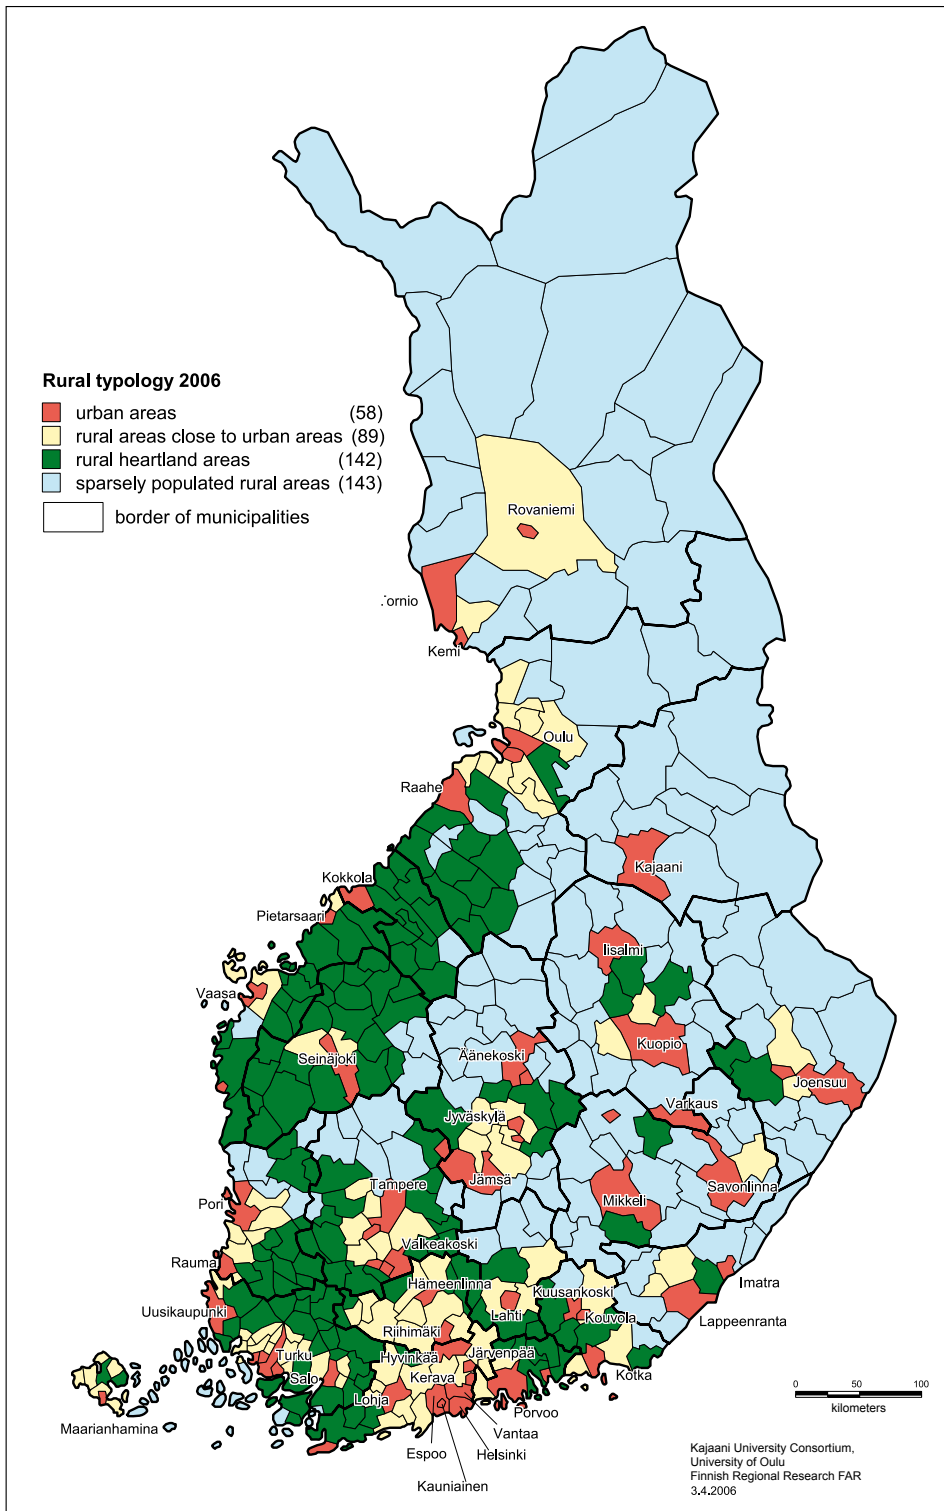 Rural typology 2006
urban areas (58)
rural areas close to urban areas (89)
rural heartland areas (142)
sparsely populated rural areas (143)
border of municipalities
Rovaniemi
.ornio
Kemi
Oulu
Raahe
Kajaani
Kokkola
Pietarsaari
Iisalmi
Vaasa
Kuopio
Seinäjoki
Äänekoski
Joensuu
Varkaus
Jyväskylä
Jämsä
Tampere
Mikkeli
Savonlinna
Pori
Valkeakoski
Rauma
Hämeenlinna
Imatra
Kuusankoski
Uusikaupunki
Lahti
Kouvola
Lappeenranta
Riihimäki
Turku
Hyvinkää
Järvenpää
Salo
Kerava
Kotka
Lohja
Porvoo
Maarianhamina
Vantaa
Espoo
Helsinki
Kauniainen
0 50 100
kilometers
Kajaani University Consortium,
University of Oulu
Finnish Regional Research FAR
3.4.2006